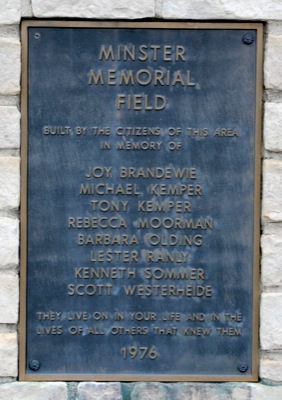 MINSTER
MEMORIAL
FIELD
BUILT BY THE CITIZENS OF THIS AREA
IN MEMORY OF
JOY BRANDEWIE
MICHAEL KEMPER
TONY KEMPER
REBECCA MOORMAN
BARBARA OLDING
LESTER RANLY
KENNETH SOMMER
SCOTT WESTERHEIDE
THEY LIVE ON IN YOUR LIFE AND IN THE
LIVES OF ALL OTHERS THAT KNEW THEM
1976